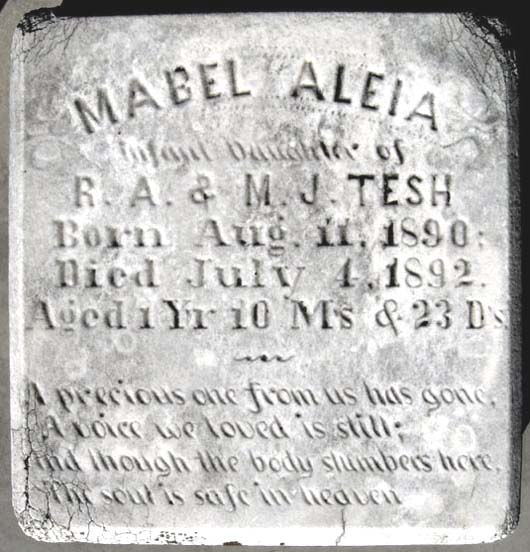 MABEL ALEIA
Infant Daughter of
R. A. & M. J. TESH
Born Aug. 11, 1890;
Died July 4, 1892.
Aged 1 Yr 10 Ms & 23 Ds.
A precious one from us has gone,
A voice we loved is still;
And though the body slumbers here,
The soul is safe in heaven